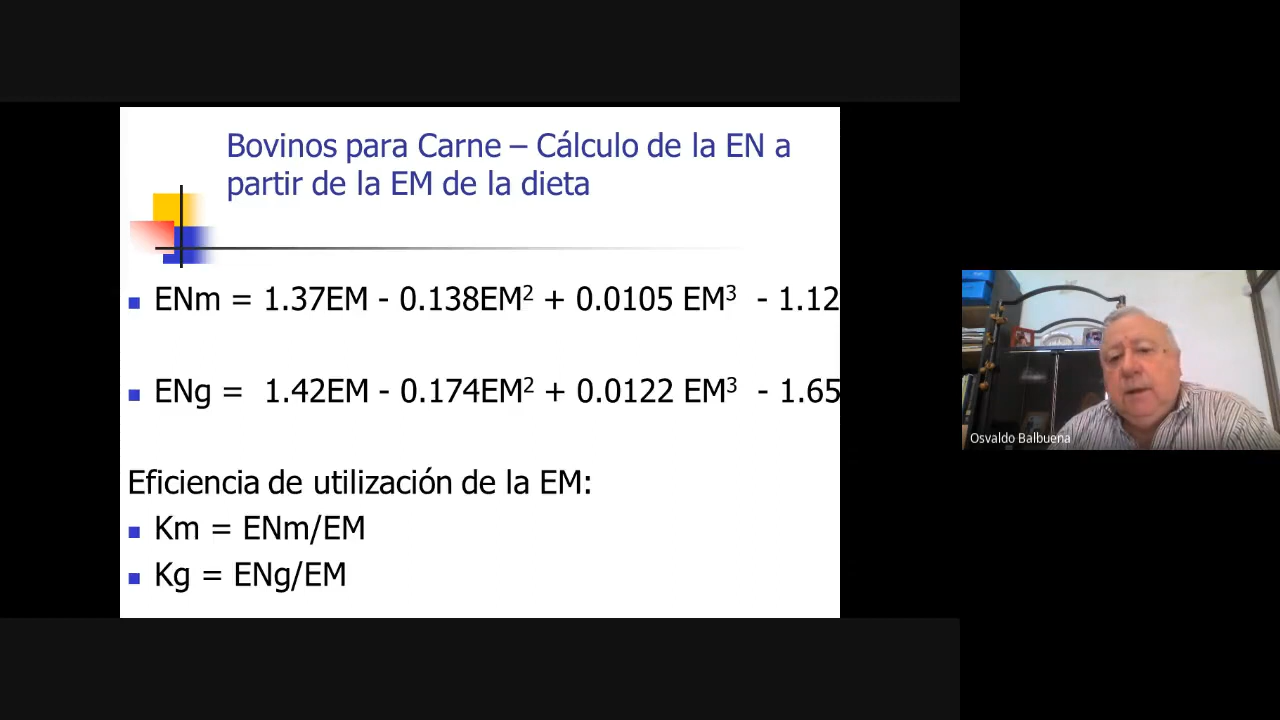 Bovinos para Carne – Cálculo de la EN a
partir de la EM de la dieta
ENm = 1.37EM - 0.138EM² + 0.0105 EM³ - 1.12
ENg = 1.42EM - 0.174EM² + 0.0122 EM³ - 1.65
Eficiencia de utilización de la EM:
Km = ENm/EM
Kg = ENg/EM
Osvaldo Balbuena